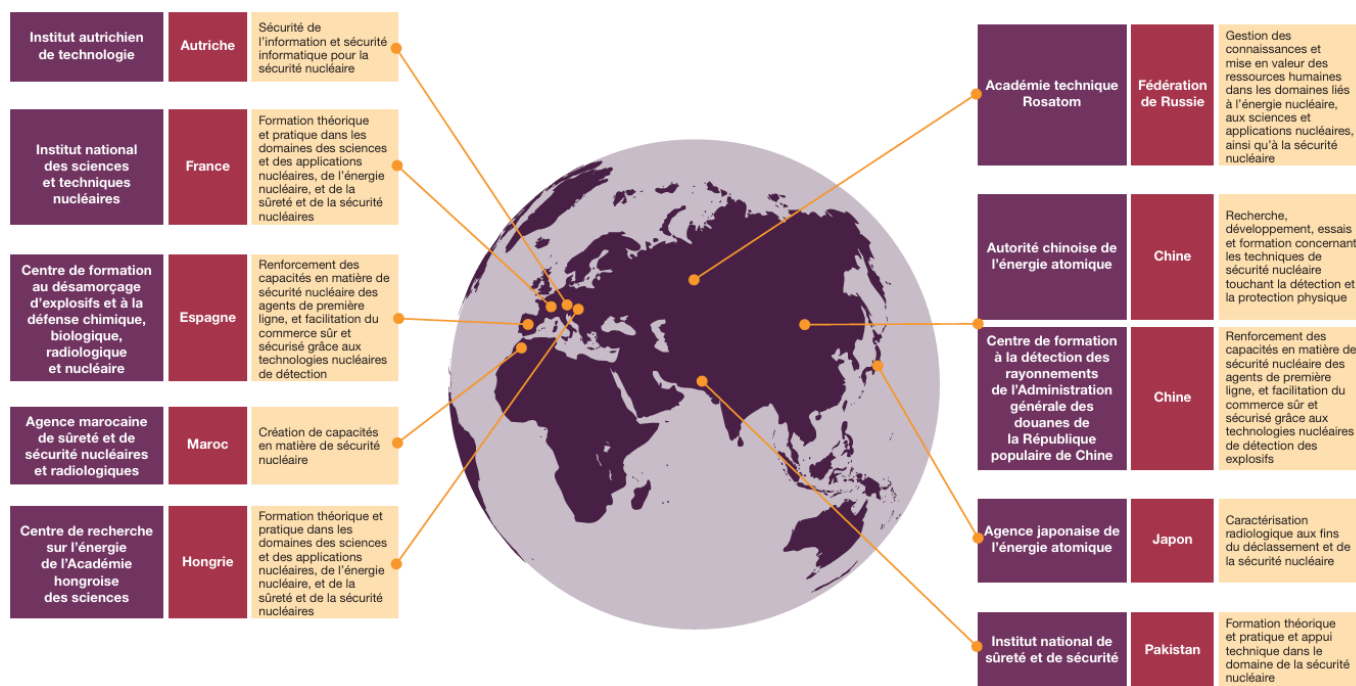 Institut autrichien
de technologie
Autriche
Sécurité de
l'information et sécurité
informatique pour la
sécurité nucléaire
Institut national
des sciences
et techniques
nucléaires
France
Formation théorique
et pratique dans les
domaines des sciences
et des applications
nucléaires, de l'énergie
nucléaire, et de la
sûreté et de la sécurité
nucléaires
Centre de formation
au désamorçage
d'explosifs et à la
défense chimique,
biologique,
radiologique
et nucléaire
Espagne
Renforcement des
capacités en matière de
sécurité nucléaire des
agents de première
ligne, et facilitation du
commerce sûr et
sécurisé grâce aux
technologies nucléaires
de détection
Agence marocaine
de sûreté et de
sécurité nucléaires
et radiologiques
Maroc
Création de capacités
en matière de sécurité
nucléaire
Centre de recherche
sur l'énergie
de l'Académie
hongroise
des sciences
Hongrie
Formation théorique et
pratique dans les
domaines des sciences
et des applications
nucléaires, de l'énergie
nucléaire, et de la
sûreté et de la sécurité
nucléaires
Académie technique
Rosatom
Fédération
de Russie
Gestion des
connaissances et
mise en valeur des
ressources humaines
dans les domaines liés
à l'énergie nucléaire,
aux sciences et
applications nucléaires,
ainsi qu'à la sécurité
nucléaire
Autorité chinoise de
l'énergie atomique
Chine
Recherche,
développement, essais
et formation concernant
les techniques de
sécurité nucléaire
touchant la détection et
la protection physique
Centre de formation
à la détection des
rayonnements
de l'Administration
générale des
douanes de
la République
populaire de Chine
Chine
Renforcement des
capacités en matière de
sécurité nucléaire des
agents de première
ligne, et facilitation du
commerce sûr et
sécurisé grâce aux
technologies nucléaires
de détection des
explosifs
Agence japonaise de
l'énergie atomique
Japon
Caractérisation
radiologique aux fins
du déclassement et de
la sécurité nucléaire
Institut national de
sûreté et de sécurité
Pakistan
Formation théorique
et pratique et appui
technique dans le
domaine de la sécurité
nucléaire